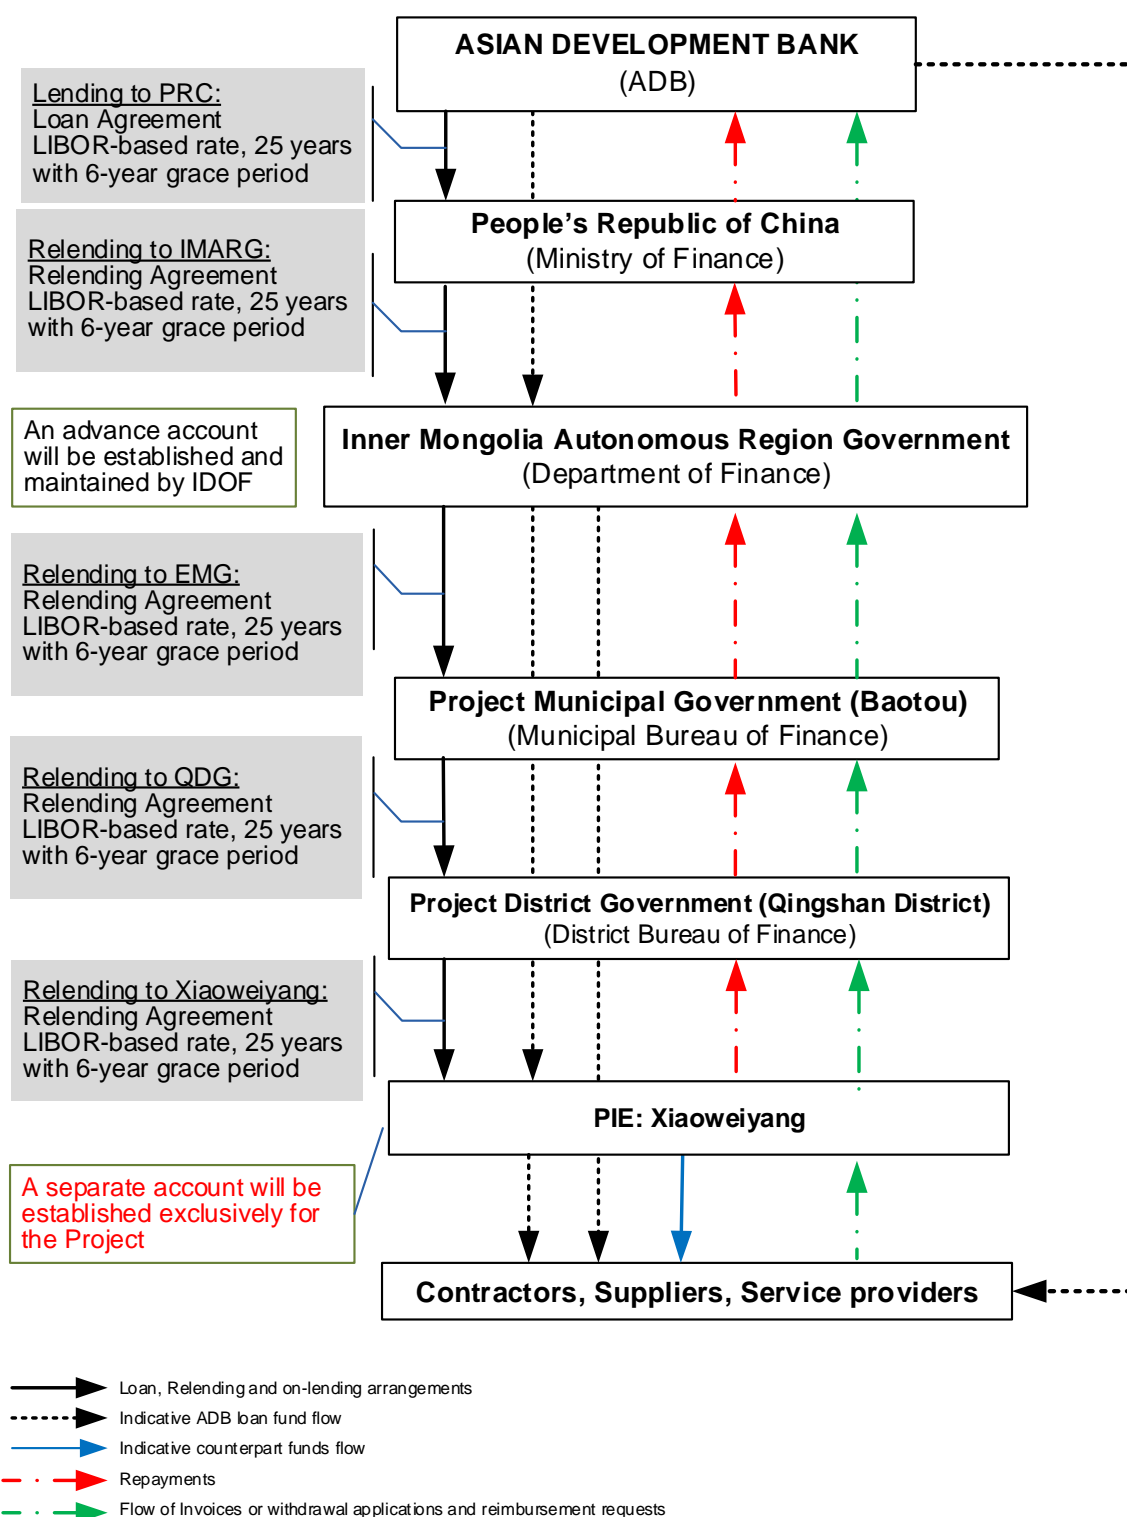 ASIAN DEVELOPMENT BANK
(ADB)
Lending to PRC:
Loan Agreement
LIBOR-based rate, 25 years
with 6-year grace period
People's Republic of China
(Ministry of Finance)
Relending to IMARG:
Relending Agreement
LIBOR-based rate, 25 years
with 6-year grace period
An advance account
will be established and
maintained by IDOF
Inner Mongolia Autonomous Region Government
(Department of Finance)
Relending to EMG:
Relending Agreement
LIBOR-based rate, 25 years
with 6-year grace period
Project Municipal Government (Baotou)
(Municipal Bureau of Finance)
Relending to QDG:
Relending Agreement
LIBOR-based rate, 25 years
with 6-year grace period
Project District Government (Qingshan District)
(District Bureau of Finance)
Relending to Xiaoweiyang:
Relending Agreement
LIBOR-based rate, 25 years
with 6-year grace period
PIE: Xiaoweiyang
A separate account will be
established exclusively for
the Project
Contractors, Suppliers, Service providers
Loan, Relending and on-lending arrangements
Indicative ADB loan fund flow
Indicative counterpart funds flow
Repayments
Flow of Invoices or withdrawal applications and reimbursement requests